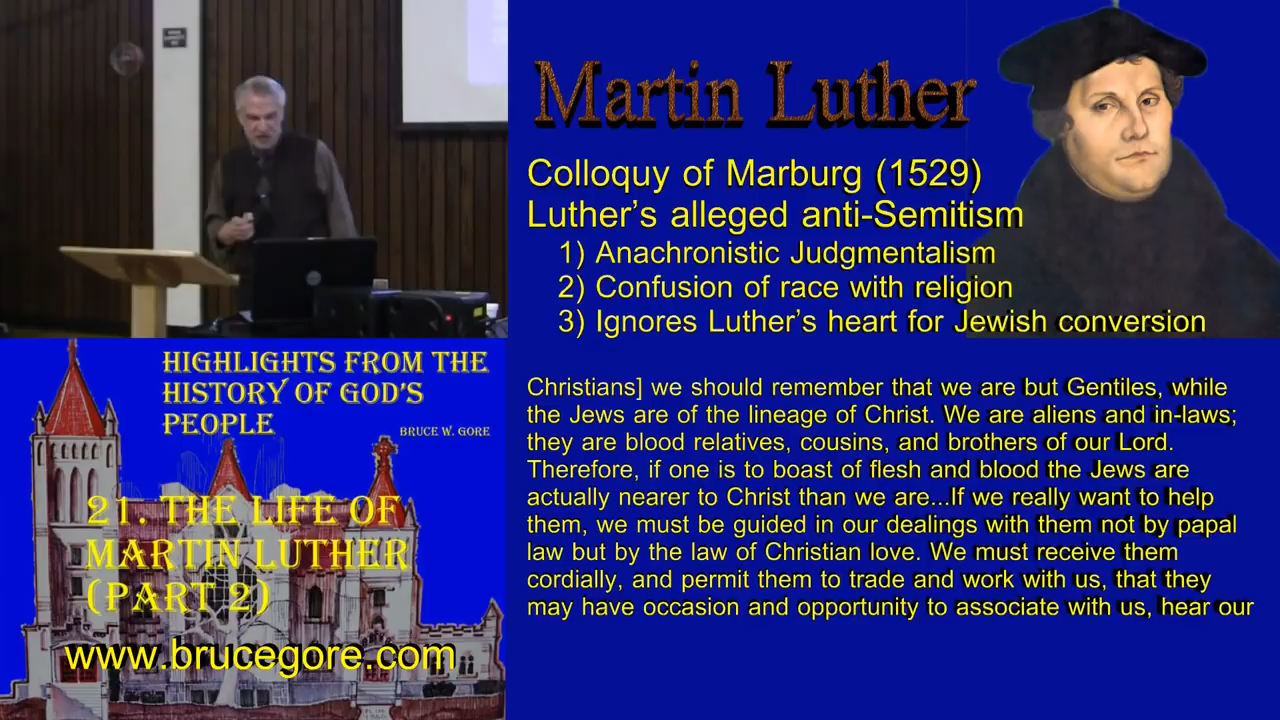 Martin Luther
Colloquy of Marburg (1529)
Luther's alleged anti-Semitism
1) Anachronistic Judgmentalism
2) Confusion of race with religion
3) Ignores Luther's heart for Jewish conversion
Christians] we should remember that we are but Gentiles, while
the Jews are of the lineage of Christ. We are aliens and in-laws;
they are blood relatives, cousins, and brothers of our Lord.
Therefore, if one is to boast of flesh and blood the Jews are
actually nearer to Christ than we are...If we really want to help
them, we must be guided in our dealings with them not by papal
law but by the law of Christian love. We must receive them
cordially, and permit them to trade and work with us, that they
may have occasion and opportunity to associate with us, hear our
HIGHLIGHTS FROM THE
HISTORY OF GOD'S
PEOPLE
BRUCE W. GORE
21. THE LIFE OF
MARTIN LUTHER
(PART 2)
www.brucegore.com